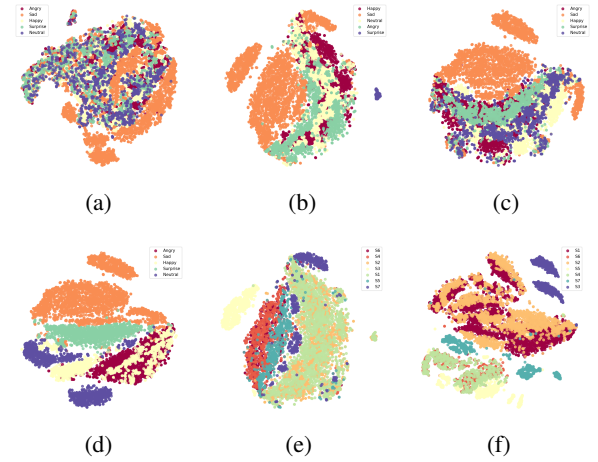 Angry
Sad
Happy
Surprise
Neutral
Happy
Sad
Neutral
Angry
Surprise
Angry
Sad
Happy
Surprise
Neutral
(a)
(b)
(c)
Angry
Sad
Happy
Surprise
Neutral
S6
S4
S2
S3
S1
S5
S7
S1
S6
S2
S5
S4
S7
S3
(d)
(e)
(f)